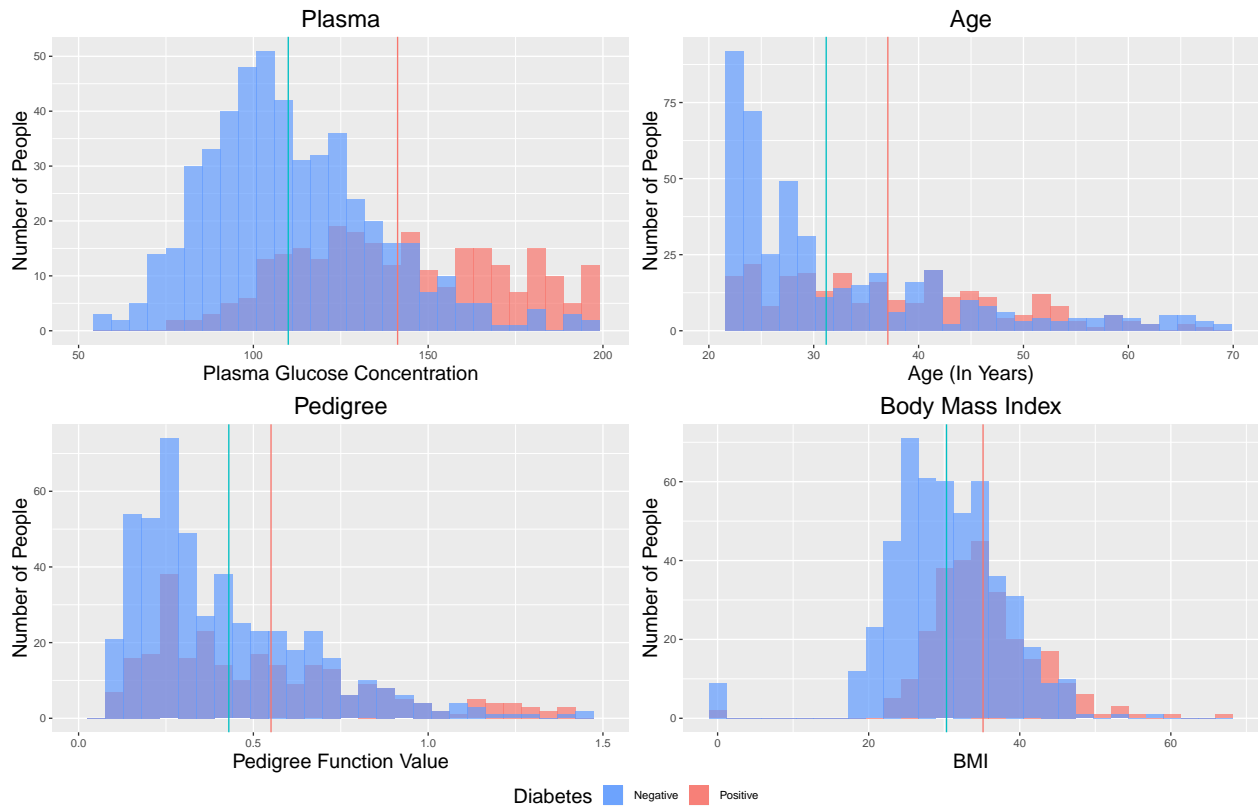 Plasma
Number of People
50
40
30
20
10
0
50 100 150 200
Plasma Glucose Concentration
Age
Number of People
75
50
25
0
20 30 40 50 60 70
Age (In Years)
Pedigree
Number of People
60
40
20
0
0.0 0.5 1.0 1.5
Pedigree Function Value
Body Mass Index
Number of People
60
40
20
0
0 20 40 60
BMI
Diabetes Negative Positive